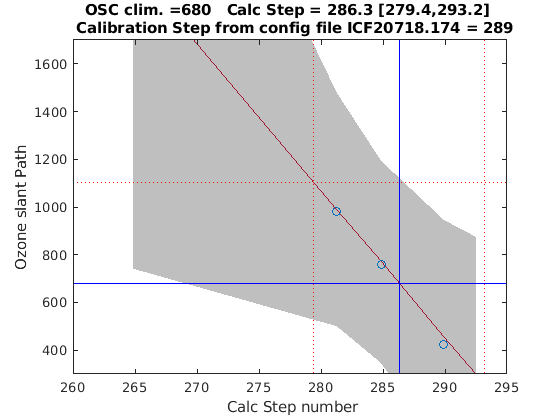 OSC clim. =680 Calc Step = 286.3 [279.4,293.2]
Calibration Step from config file ICF20718.174 = 289
1600
1400
1200
1000
800
600
400
Ozone slant Path
260 265 270 275 280 285 290 295
Calc Step number